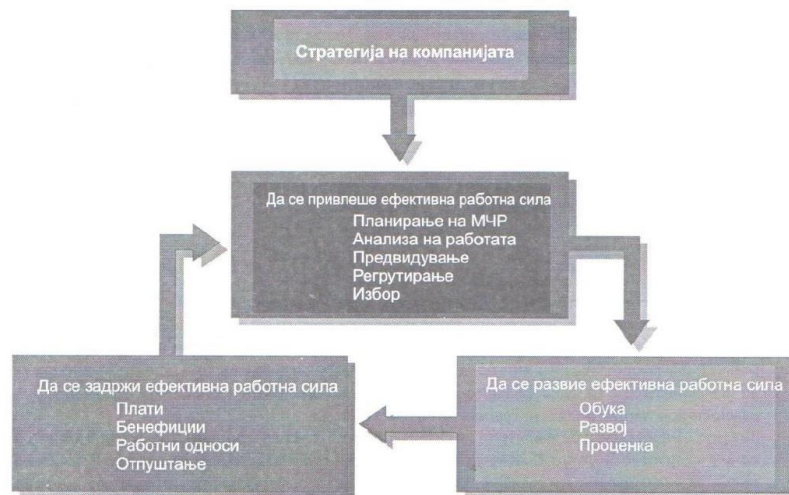 Стратегија на компанијата
Да се привлеше ефективна работна сила
Планирање на МЧР
Анализа на работата
Предвидување
Регрутирање
Избор
Да се задржи ефективна работна сила
Плати
Бенефиции
Работни односи
Отпуштање
Да се развие ефективна работна сила
Обука
Развој
Проценка